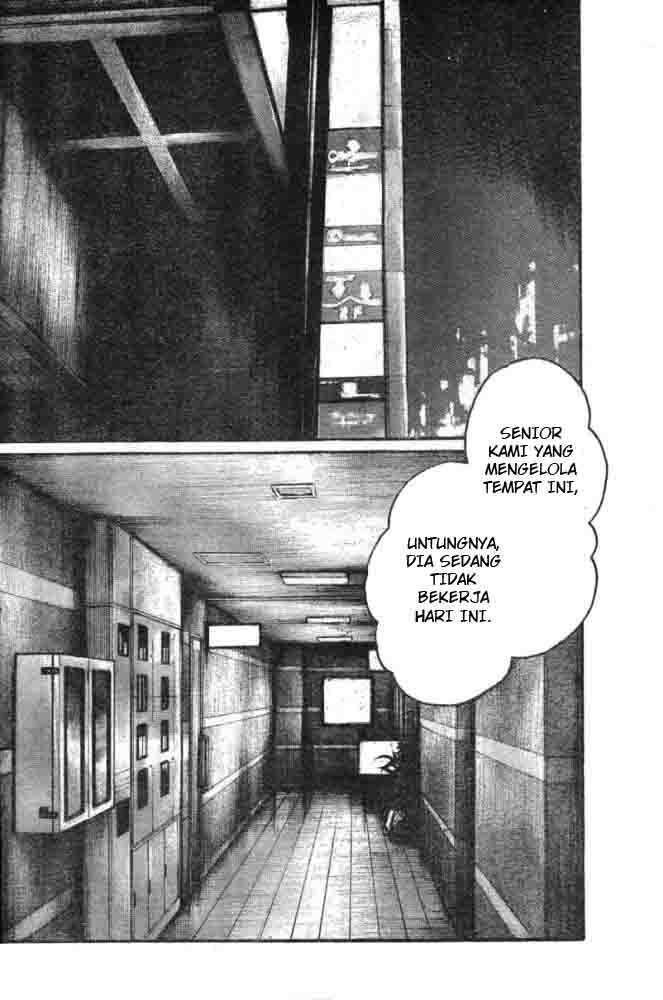 SENIOR
KAMI YANG
MENGELOLA
TEMPAT INI,
UNTUNGNYA,
DIA SEDANG
TIDAK
BEKERJA
HARI INI.